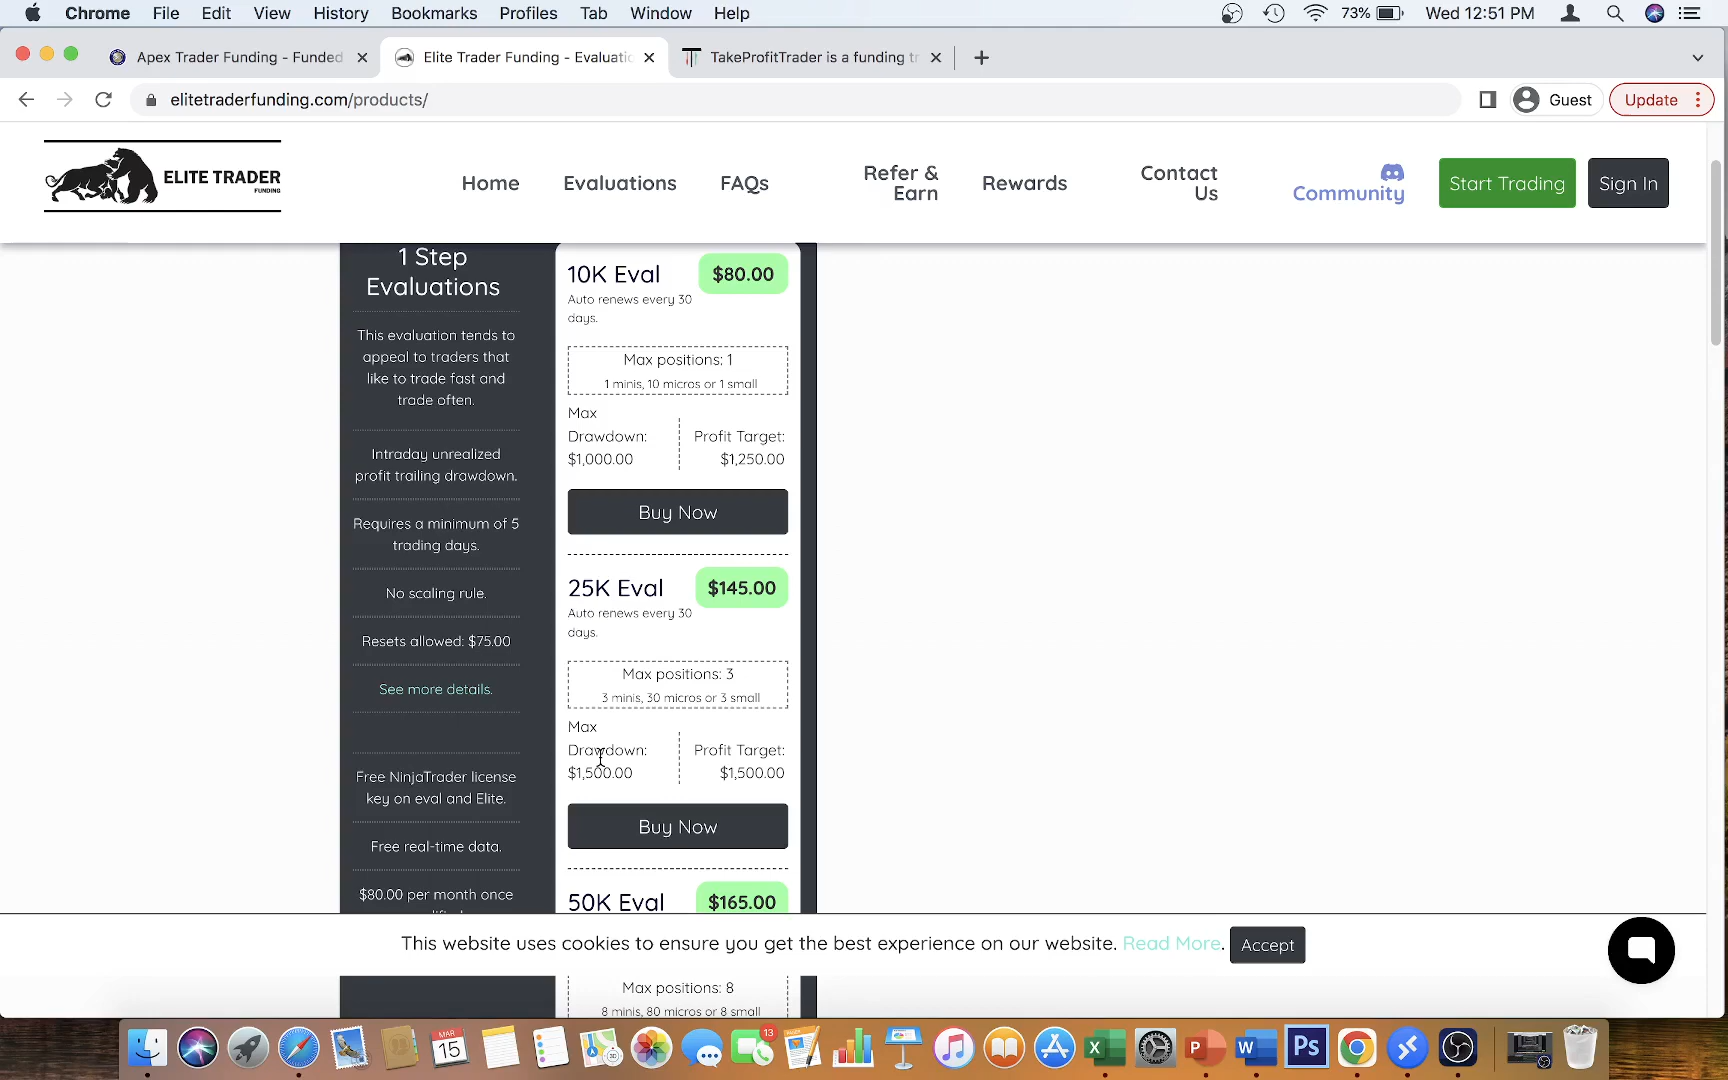 Chrome File Edit View History Bookmarks Profiles Tab Window Help 73% Wed 12:51 PM
Apex Trader Funding - Funded Elite Trader Funding - Evaluatio TakeProfitTrader is a funding tr
elitetraderfunding.com/products/ Guest Update
ELITE TRADER
FUNDING
Home Evaluations FAQs Refer &
Earn Rewards Contact
Us Community Start Trading Sign In
1 Step
Evaluations
This evaluation tends to
appeal to traders that
like to trade fast and
trade often.
Intraday unrealized
profit trailing drawdown.
Requires a minimum of 5
trading days.
No scaling rule.
Resets allowed: $75.00
See more details.
Free NinjaTrader license
key on eval and Elite.
Free real-time data.
$80.00 per month once
10K Eval $80.00
Auto renews every 30
days.
Max positions: 1
1 minis, 10 micros or 1 small
Max
Drawdown: Profit Target:
$1,000.00 $1,250.00
Buy Now
25K Eval $145.00
Auto renews every 30
days.
Max positions: 3
3 minis, 30 micros or 3 small
Max
Drawdown: Profit Target:
$1,500.00 $1,500.00
Buy Now
50K Eval $165.00
This website uses cookies to ensure you get the best experience on our website. Read More. Accept
Max positions: 8
8 minis, 80 micros or 8 small
MAR
15
13
X
P
W
Ps